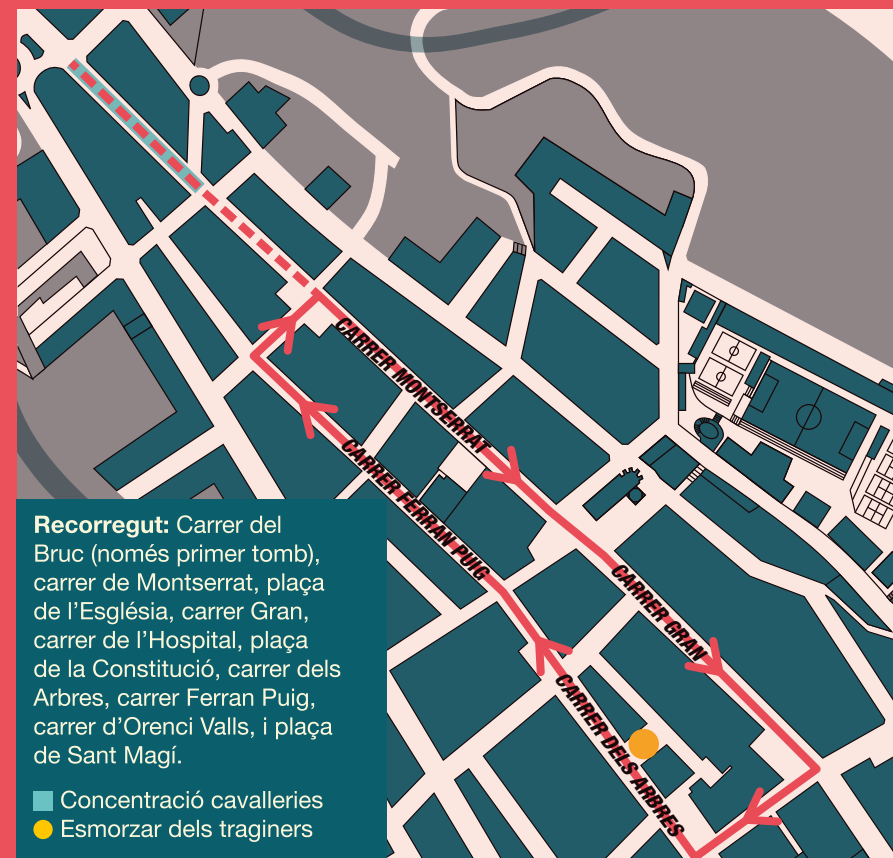 CARRER MONTSERRAT
CARRER FERRAN PUIG
CARRER GRAN
CARRER DELS ARBRES
Recorregut: Carrer del
Bruc (només primer tomb),
carrer de Montserrat, plaça
de l'Església, carrer Gran,
carrer de l'Hospital, plaça
de la Constitució, carrer dels
Arbres, carrer Ferran Puig,
carrer d'Orenci Valls, i plaça
de Sant Magí.
Concentració cavalleries
Esmorzar dels traginers